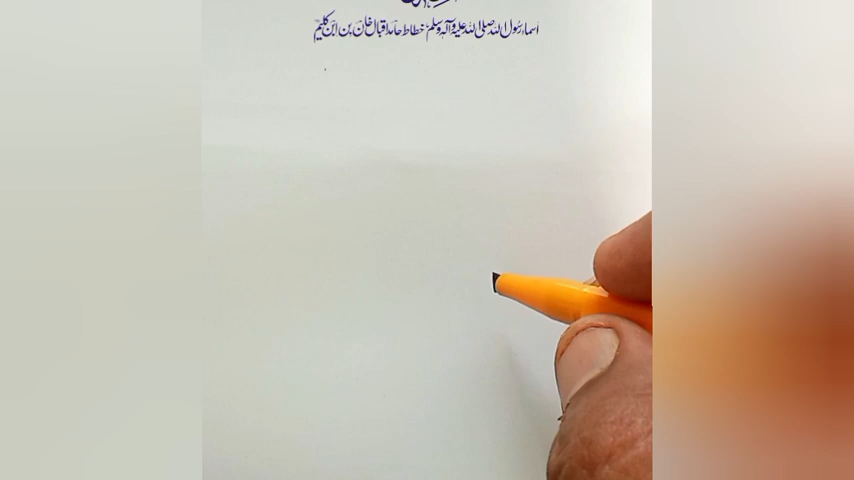 اسماء رسول اللہ صلی اللہ علیہ وآلہ وسلم خطاط حامد اقبال خان بن ابن کلیم